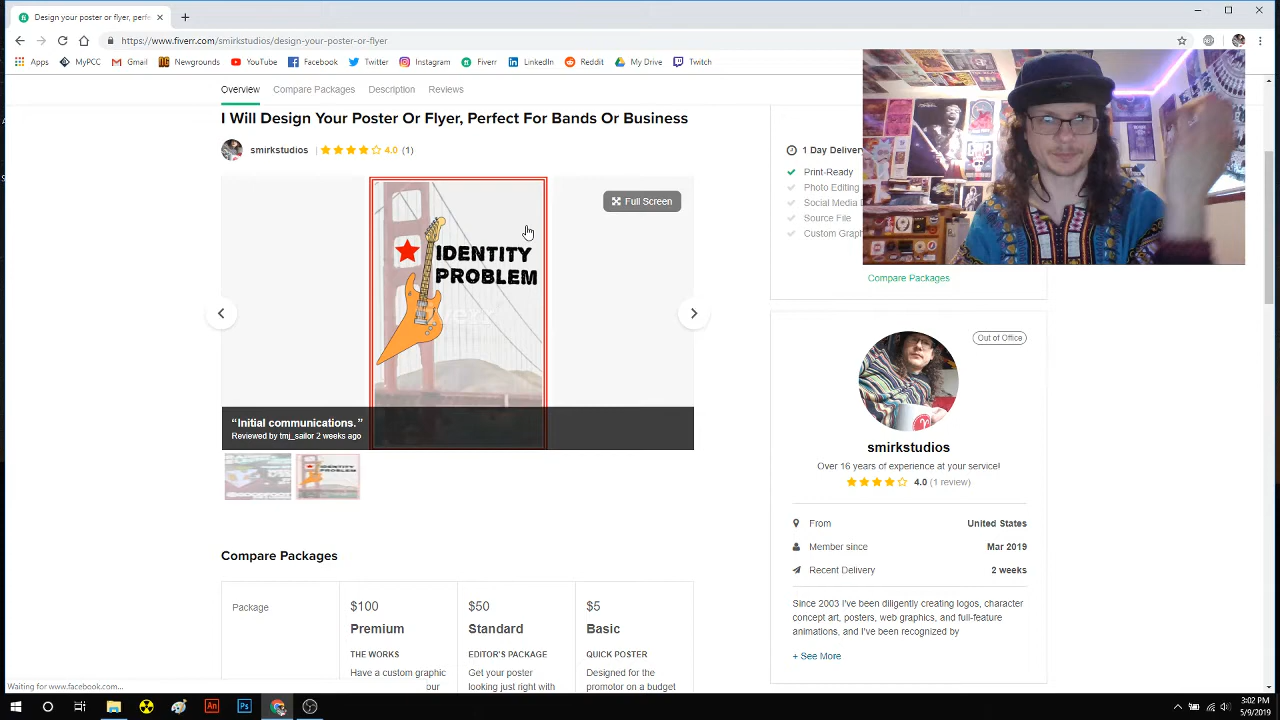 Design your poster or flyer, perfe
https://www.fiverr.com/smirkstudios/design-your-poster-or-flyer
Apps MyPCC Gmail Newgrounds YouTube Facebook Twitter Instagram Fiverr LinkedIn Reddit My Drive Twitch
Overview Compare Packages Description Reviews
I Will Design Your Poster Or Flyer, Perfect For Bands Or Business
smirkstudios | 4.0 (1)
Full Screen
IDENTITY
PROBLEM
“Initial communications.”
Reviewed by tmj_sailor 2 weeks ago
Compare Packages
Package
$100
Premium
THE WORKS
Have a custom graphic
our
$50
Standard
EDITOR'S PACKAGE
Get your poster
looking just right with
$5
Basic
QUICK POSTER
Designed for the
promotor on a budget
1 Day Delivery
Print-Ready
Photo Editing
Social Media
Source File
Custom Graph
Compare Packages
Out of Office
smirkstudios
Over 16 years of experience at your service!
4.0 (1 review)
From United States
Member since Mar 2019
Recent Delivery 2 weeks
Since 2003 I've been diligently creating logos, character
concept art, posters, web graphics, and full-feature
animations, and I've been recognized by
+ See More
Waiting for www.facebook.com...
An Ps
3:02 PM
5/9/2019